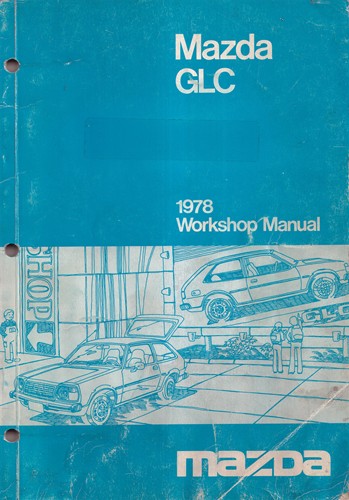 Mazda
GLC
1978
Workshop Manual
SHOP
GLC
mazda